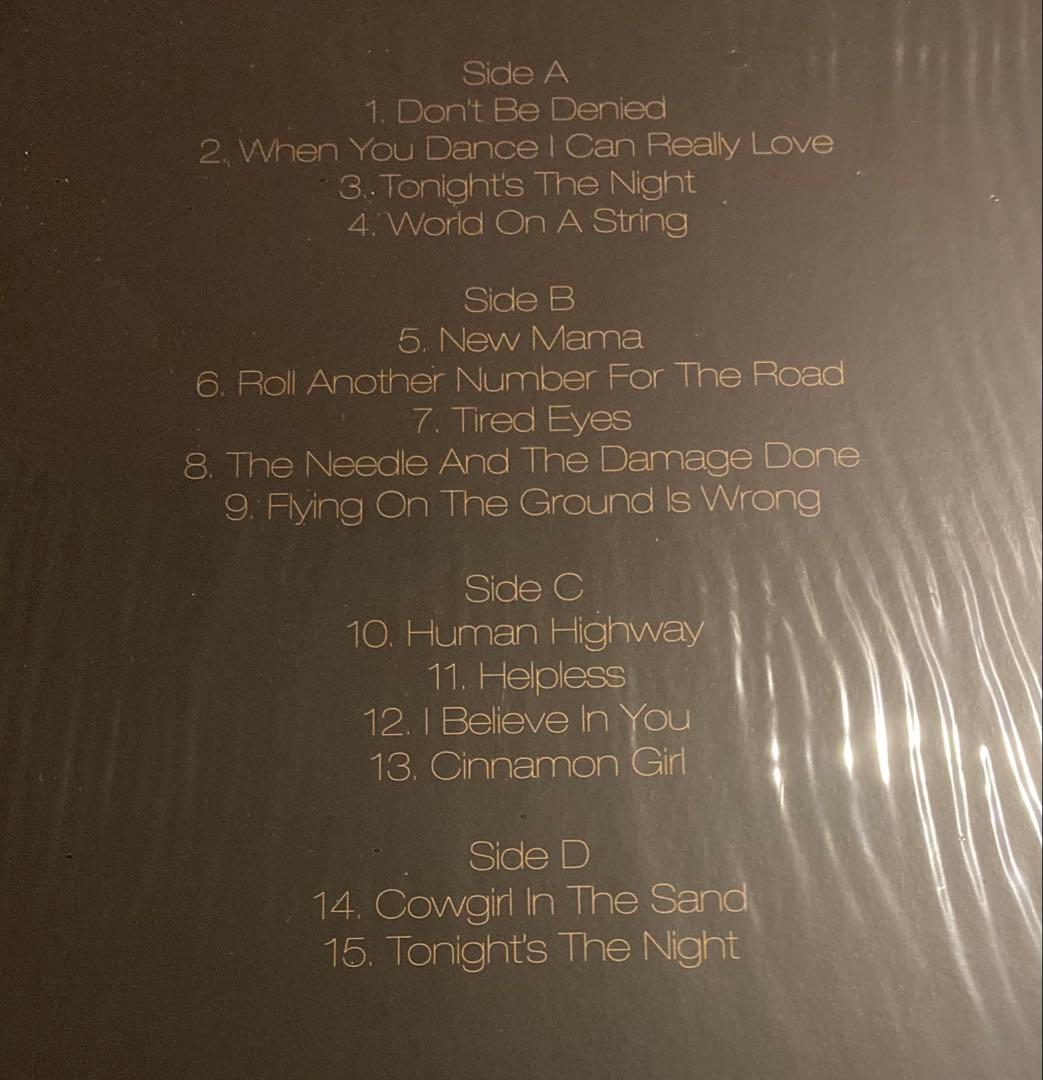 Side A
1. Don't Be Denied
2. When You Dance I Can Really Love
3. Tonight's The Night
4. World On A String
Side B
5. New Mama
6. Roll Another Number For The Road
7. Tired Eyes
8. The Needle And The Damage Done
9. Flying On The Ground Is Wrong
Side C
10. Human Highway
11. Helpless
12. I Believe In You
13. Cinnamon Girl
Side D
14. Cowgirl In The Sand
15. Tonight's The Night